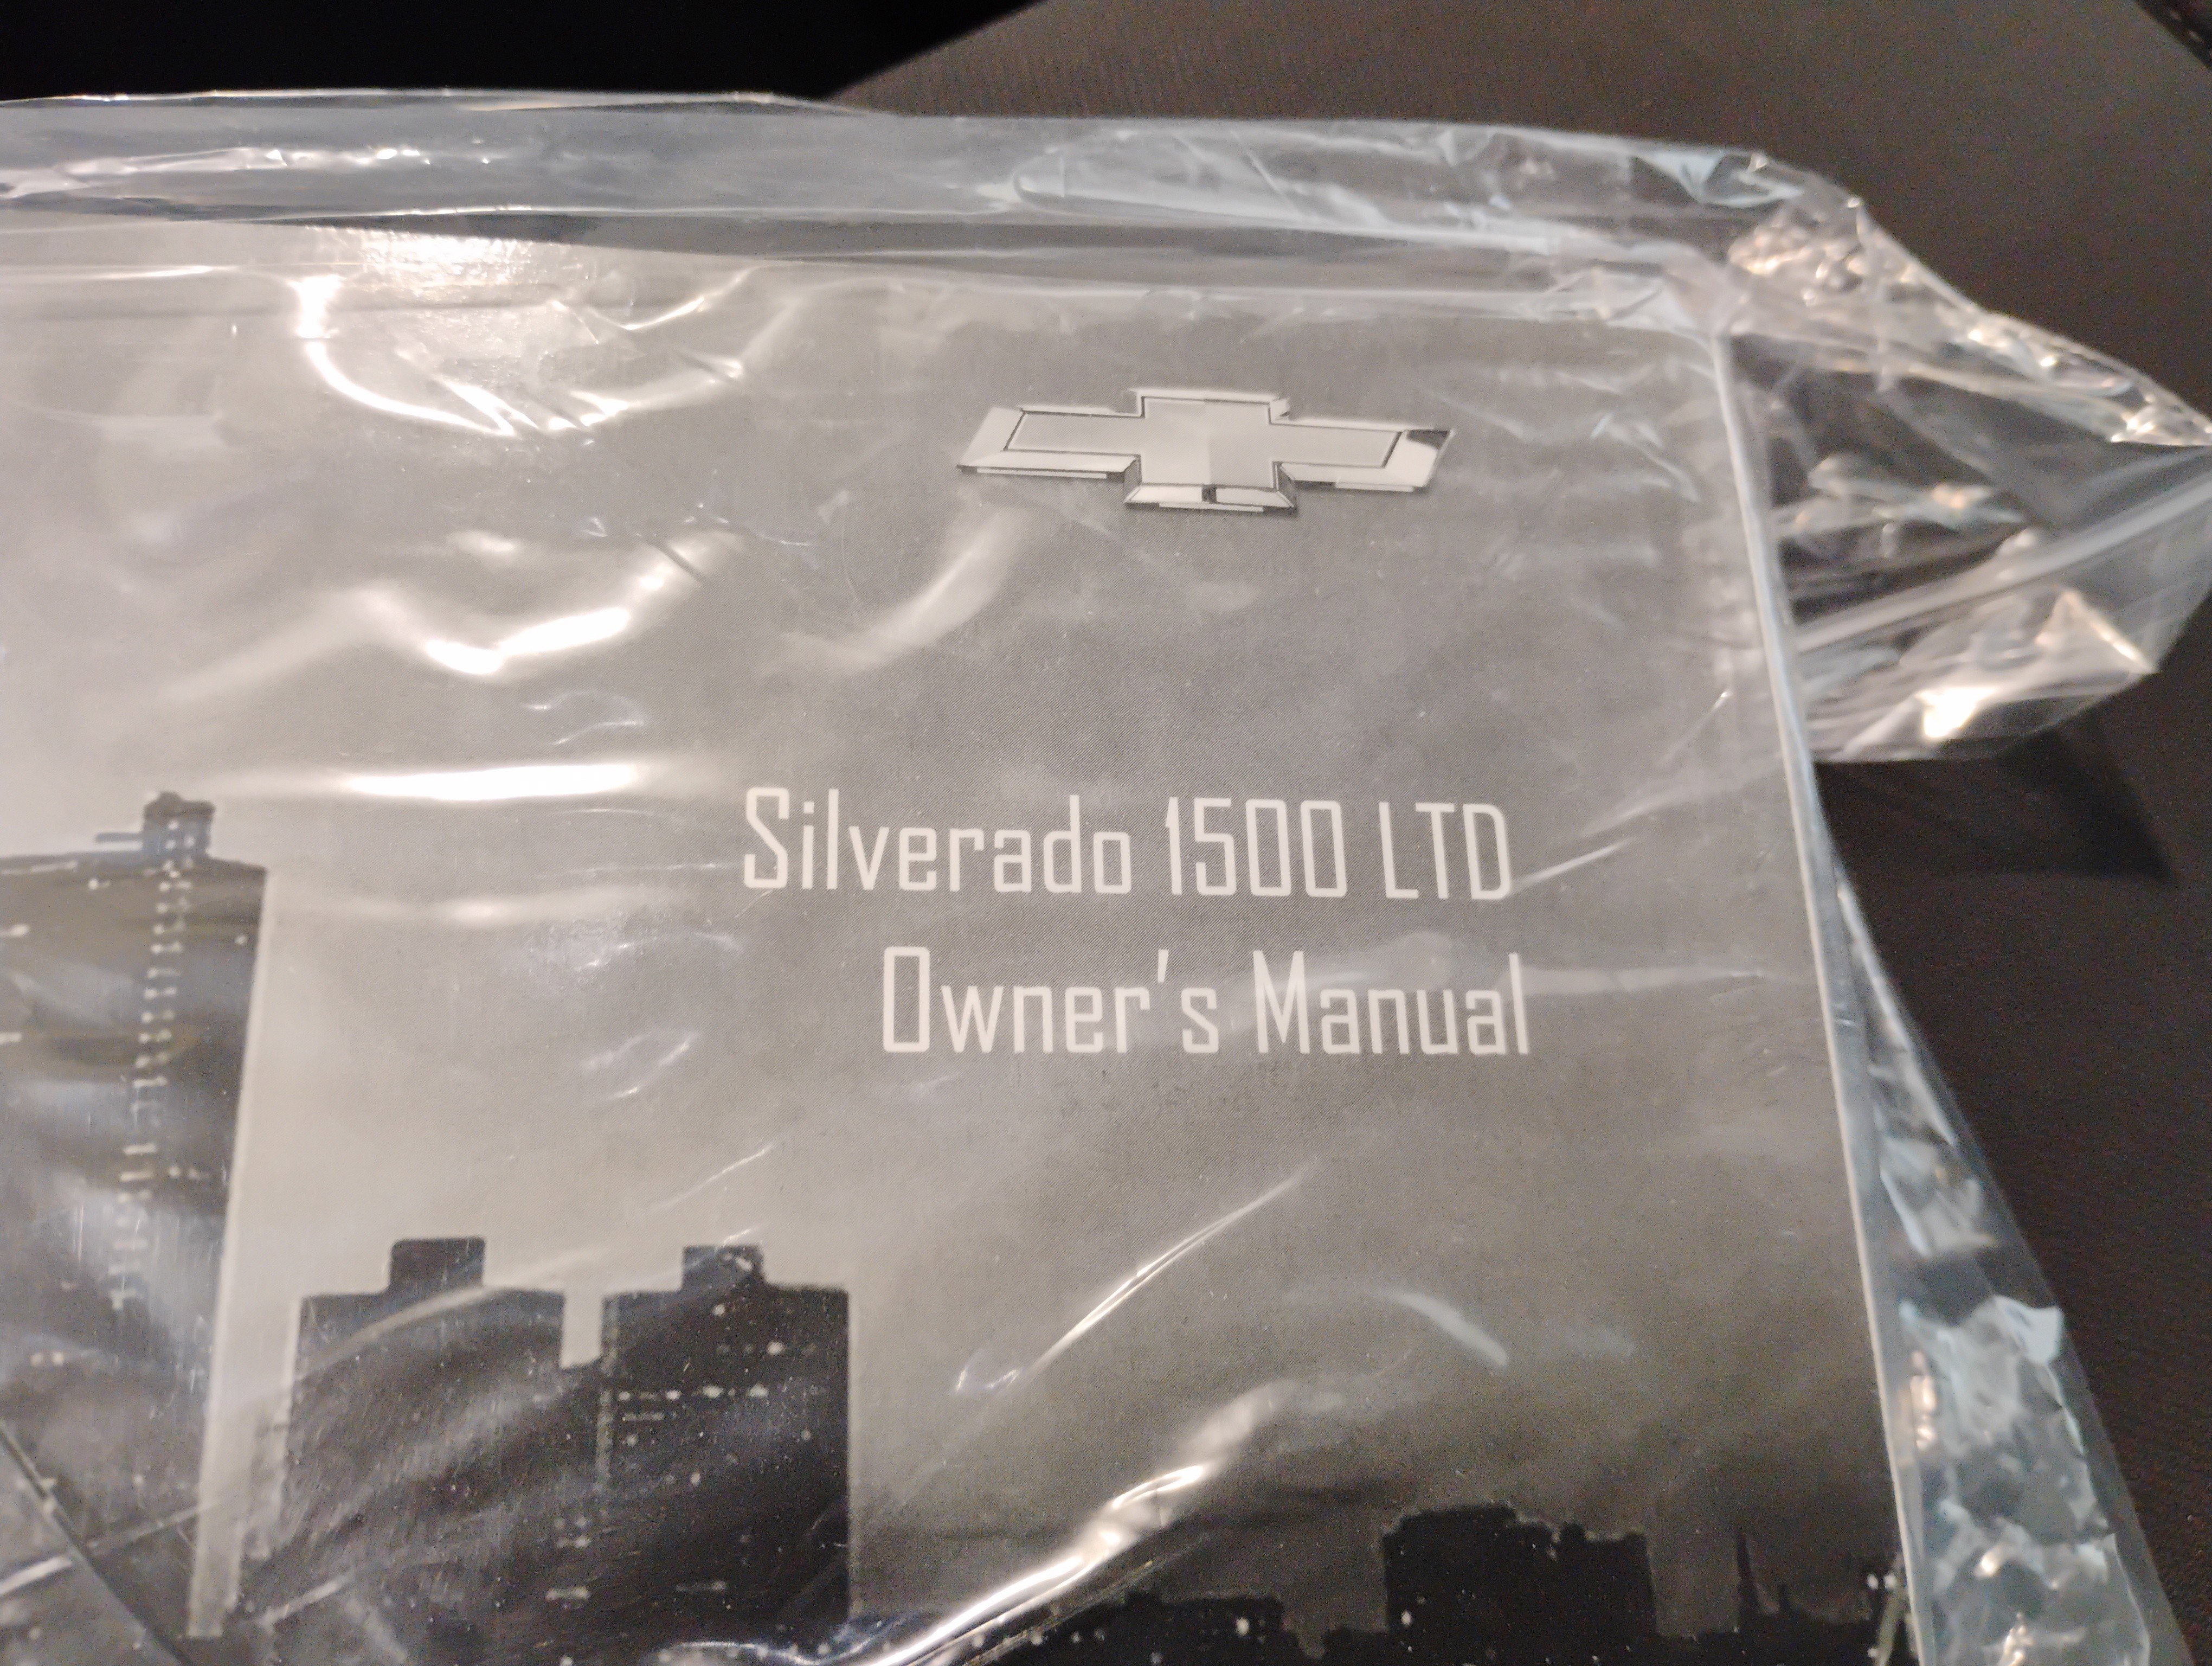 Silverado 1500 LTD
Owner's Manual